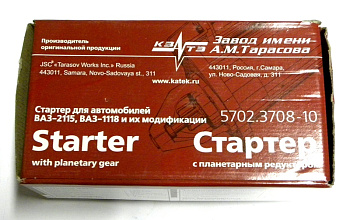 Производитель
оригинальной продукции
КАТЭ
Завод имени
А.М.Тарасова
JSC «Tarasov Works Inc.» Russia
443011, Samara, Novo-Sadovaya st., 311
443011, Россия, г.Самара,
ул. Ново-Садовая, д. 311
www.katek.ru
Стартер для автомобилей
ВАЗ-2115, ВАЗ-1118 и их модификации
5702.3708-10
Starter
with planetary gear
Стартер
с планетарным редуктором